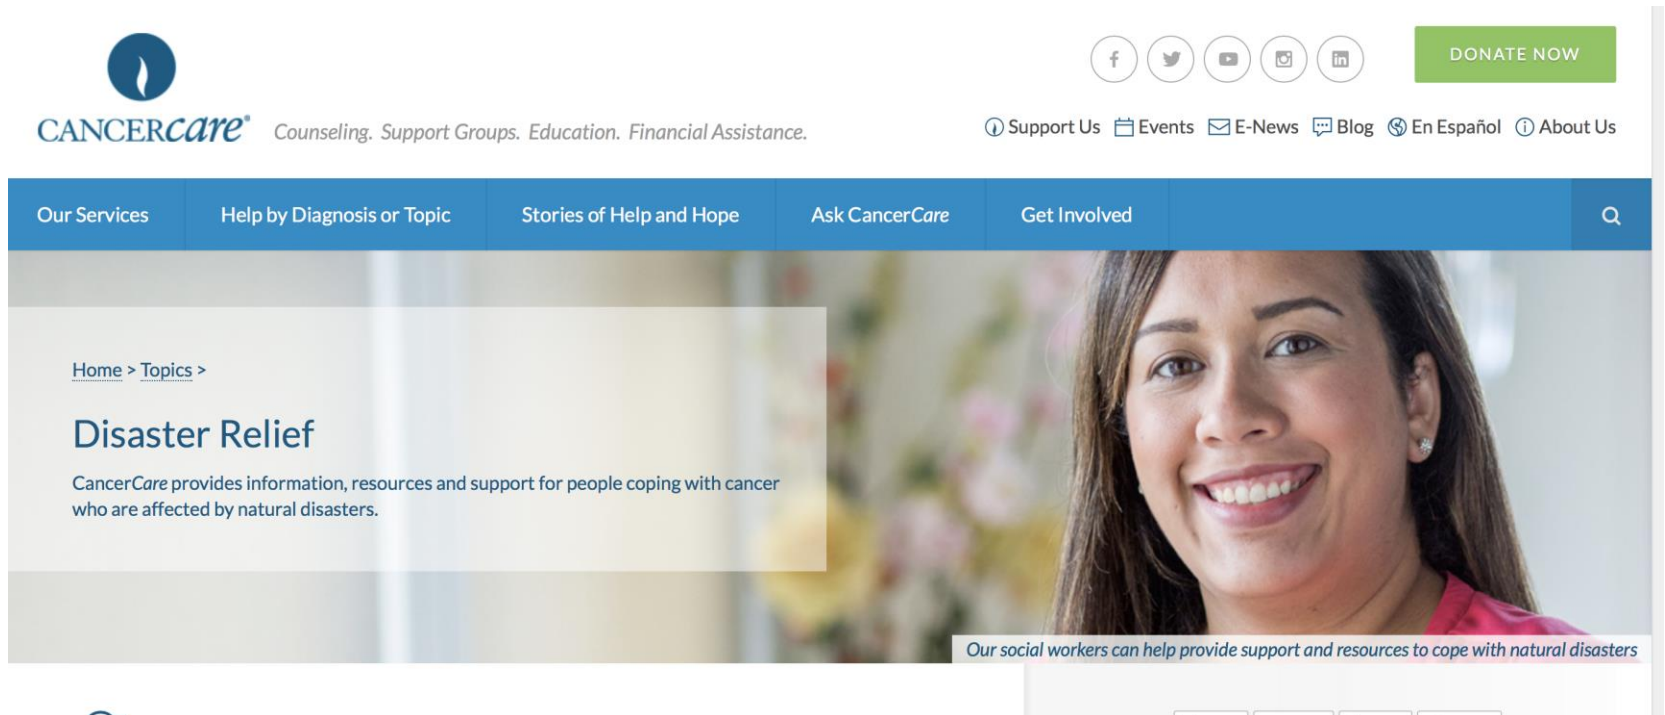 DONATE NOW
CANCERcare®
Counseling. Support Groups. Education. Financial Assistance.
Support Us Events E-News Blog En Español About Us
Our Services Help by Diagnosis or Topic Stories of Help and Hope Ask CancerCare Get Involved
Home > Topics >
Disaster Relief
CancerCare provides information, resources and support for people coping with cancer
who are affected by natural disasters.
Our social workers can help provide support and resources to cope with natural disasters